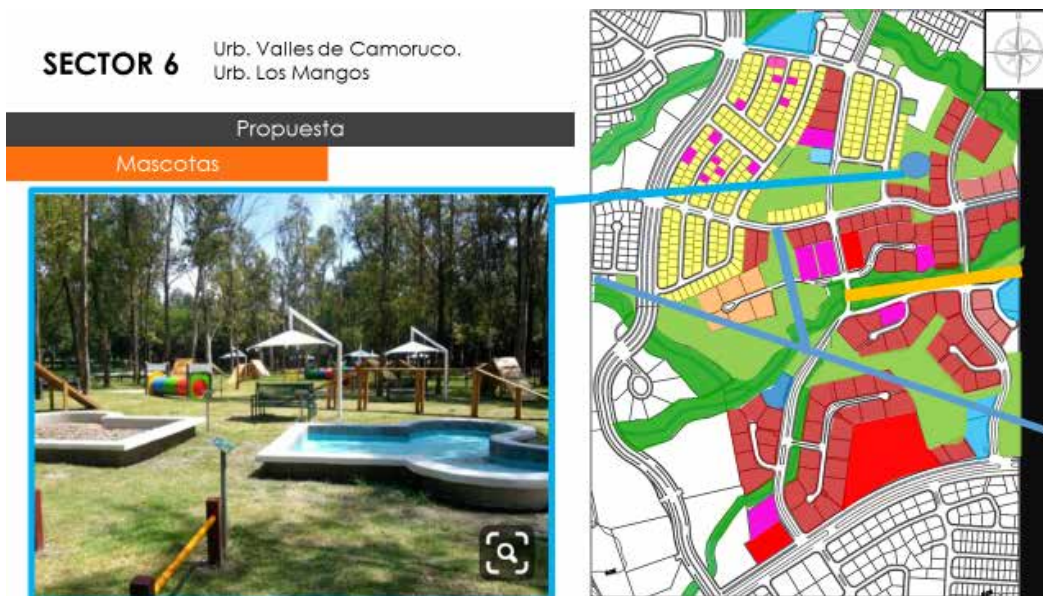 SECTOR 6
Urb. Valles de Camoruco.
Urb. Los Mangos
Propuesta
Mascotas